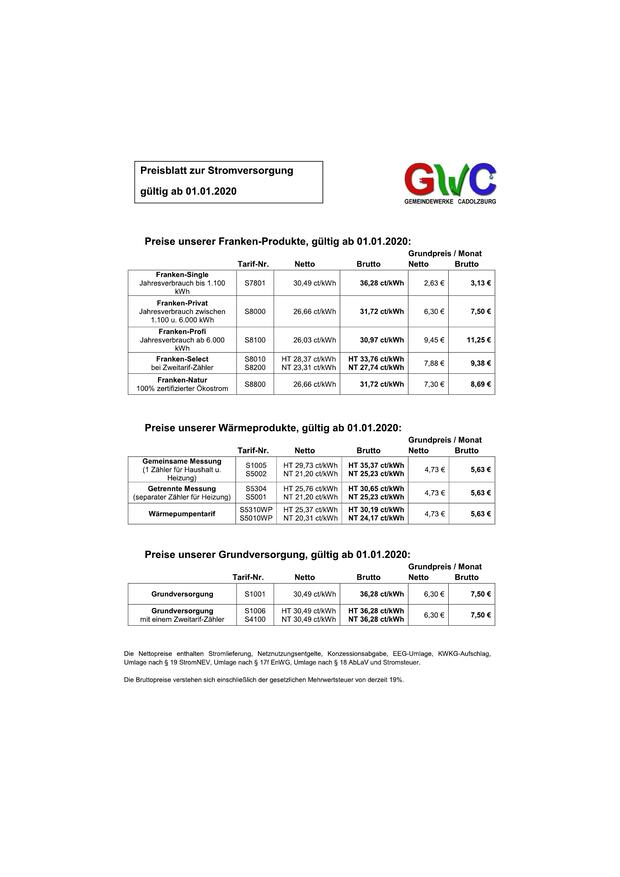 Preisblatt zur Stromversorgung
gültig ab 01.01.2020
GWC
GEMEINDEWERKE CADOLZBURG
Preise unserer Franken-Produkte, gültig ab 01.01.2020:
Grundpreis / Monat
Tarif-Nr. Netto Brutto Netto Brutto
Franken-Single
Jahresverbrauch bis 1.100 S7801 30,49 ct/kWh 36,28 ct/kWh 2,63 € 3,13 €
kWh
Franken-Privat
Jahresverbrauch zwischen S8000 26,66 ct/kWh 31,72 ct/kWh 6,30 € 7,50 €
1.100 u. 6.000 kWh
Franken-Profi
Jahresverbrauch ab 6.000 S8100 26,03 ct/kWh 30,97 ct/kWh 9,45 € 11,25 €
kWh
Franken-Select S8010 HT 28,37 ct/kWh HT 33,76 ct/kWh 7,88 € 9,38 €
bei Zweitarif-Zähler S8200 NT 23,31 ct/kWh NT 27,74 ct/kWh
Franken-Natur S8800 26,66 ct/kWh 31,72 ct/kWh 7,30 € 8,69 €
100% zertifizierter Ökostrom
Preise unserer Wärmeprodukte, gültig ab 01.01.2020:
Grundpreis / Monat
Tarif-Nr. Netto Brutto Netto Brutto
Gemeinsame Messung S1005 HT 29,73 ct/kWh HT 35,37 ct/kWh 4,73 € 5,63 €
(1 Zähler für Haushalt u. S5002 NT 21,20 ct/kWh NT 25,23 ct/kWh
Heizung)
Getrennte Messung S5304 HT 25,76 ct/kWh HT 30,65 ct/kWh 4,73 € 5,63 €
(separater Zähler für Heizung) S5001 NT 21,20 ct/kWh NT 25,23 ct/kWh
Wärmepumpentarif S5310WP HT 25,37 ct/kWh HT 30,19 ct/kWh 4,73 € 5,63 €
S5010WP NT 20,31 ct/kWh NT 24,17 ct/kWh
Preise unserer Grundversorgung, gültig ab 01.01.2020:
Grundpreis / Monat
Tarif-Nr. Netto Brutto Netto Brutto
Grundversorgung S1001 30,49 ct/kWh 36,28 ct/kWh 6,30 € 7,50 €
Grundversorgung S1006 HT 30,49 ct/kWh HT 36,28 ct/kWh 6,30 € 7,50 €
mit einem Zweitarif-Zähler S4100 NT 30,49 ct/kWh NT 36,28 ct/kWh
Die Nettopreise enthalten Stromlieferung, Netznutzungsentgelte, Konzessionsabgabe, EEG-Umlage, KWKG-Aufschlag,
Umlage nach § 19 StromNEV, Umlage nach § 17f EnWG, Umlage nach § 18 AbLaV und Stromsteuer.
Die Bruttopreise verstehen sich einschließlich der gesetzlichen Mehrwertsteuer von derzeit 19%.